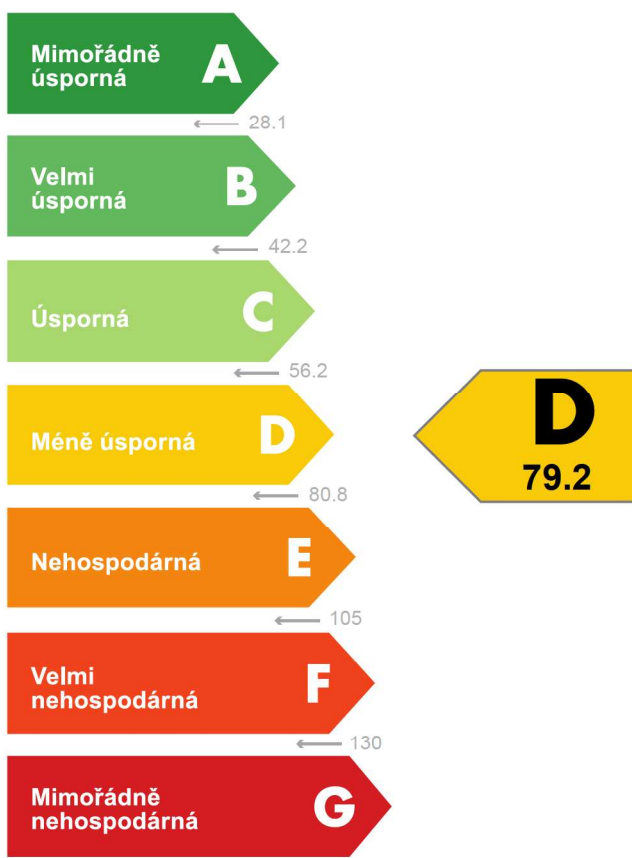 Mimořádně
úsporná
A
28.1
Velmi
úsporná
B
42.2
Úsporná
C
56.2
Méně úsporná
D
D
79.2
80.8
Nehospodárná
E
105
Velmi
nehospodárná
F
130
Mimořádně
nehospodárná
G